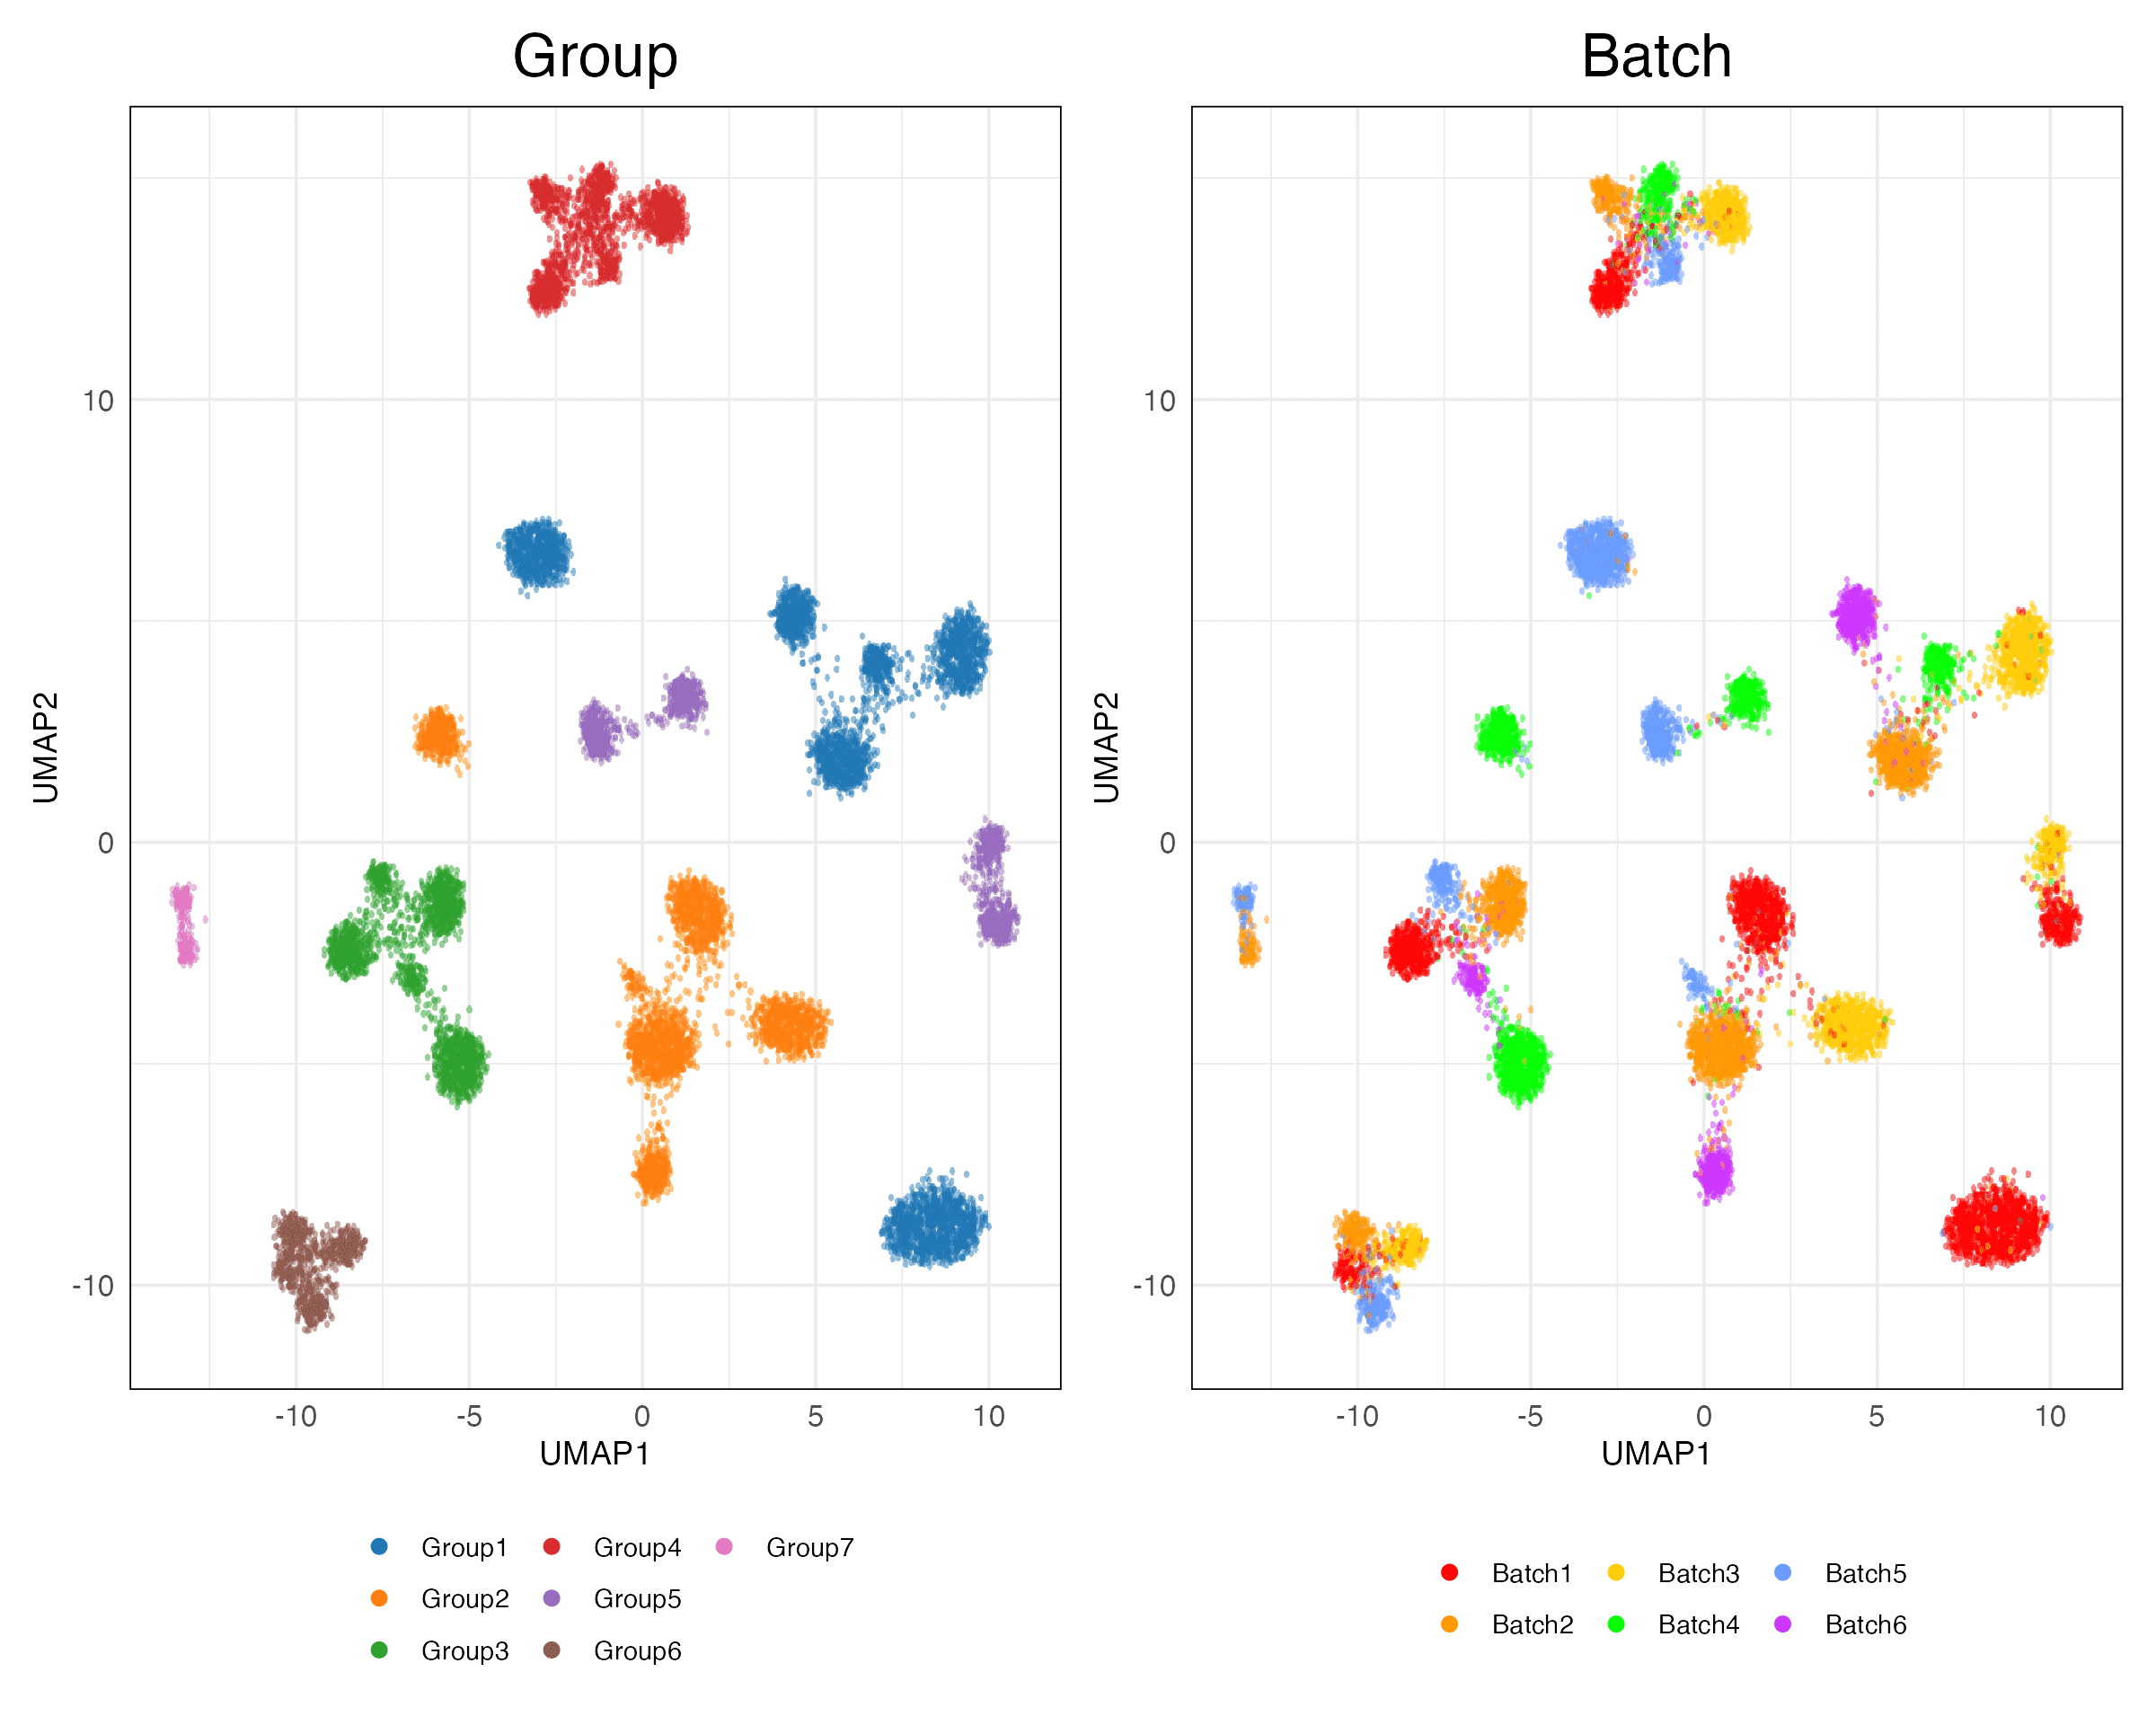 Group
Batch
10
0
-10
UMAP2
-10 -5 0 5 10
UMAP1
10
0
-10
UMAP2
-10 -5 0 5 10
UMAP1
Group1 Group4 Group7
Group2 Group5
Group3 Group6
Batch1 Batch3 Batch5
Batch2 Batch4 Batch6